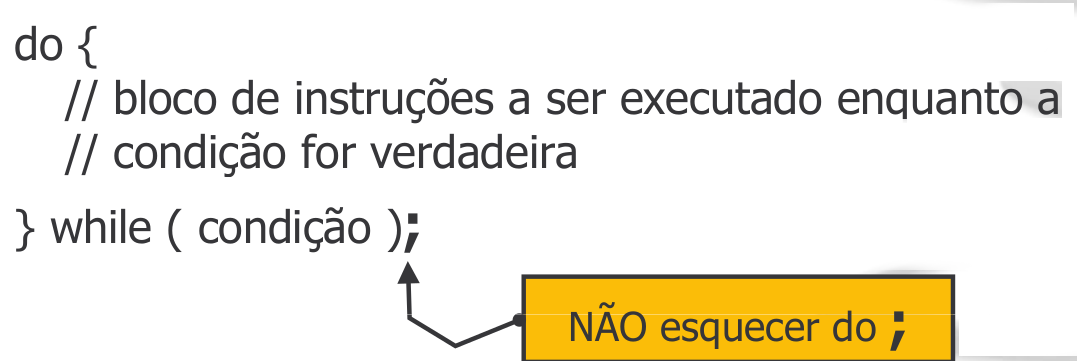 do {
// bloco de instruções a ser executado enquanto a
// condição for verdadeira
} while ( condição );
NÃO esquecer do ;